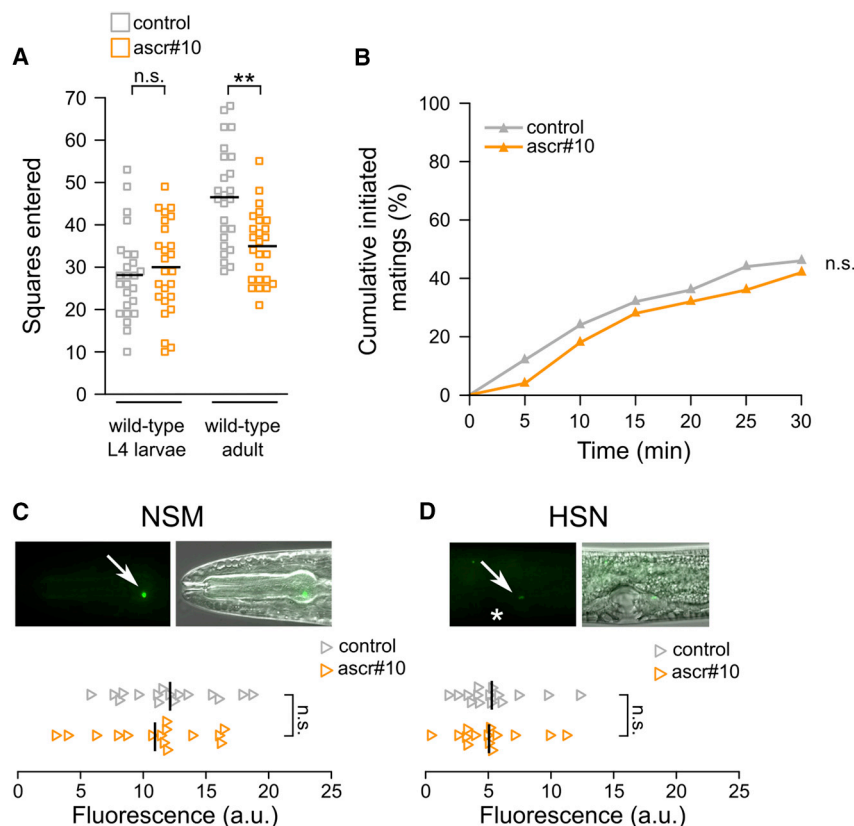 control
ascr#10
A
n.s.
**
70
60
50
40
30
20
10
0
Squares entered
wild-type
L4 larvae
wild-type
adult
B
100
80
60
40
20
0
Cumulative initiated
matings (%)
control
ascr#10
n.s.
0 5 10 15 20 25 30
Time (min)
C
NSM
control
ascr#10
n.s.
0 5 10 15 20 25
Fluorescence (a.u.)
D
HSN
*
control
ascr#10
n.s.
0 5 10 15 20 25
Fluorescence (a.u.)